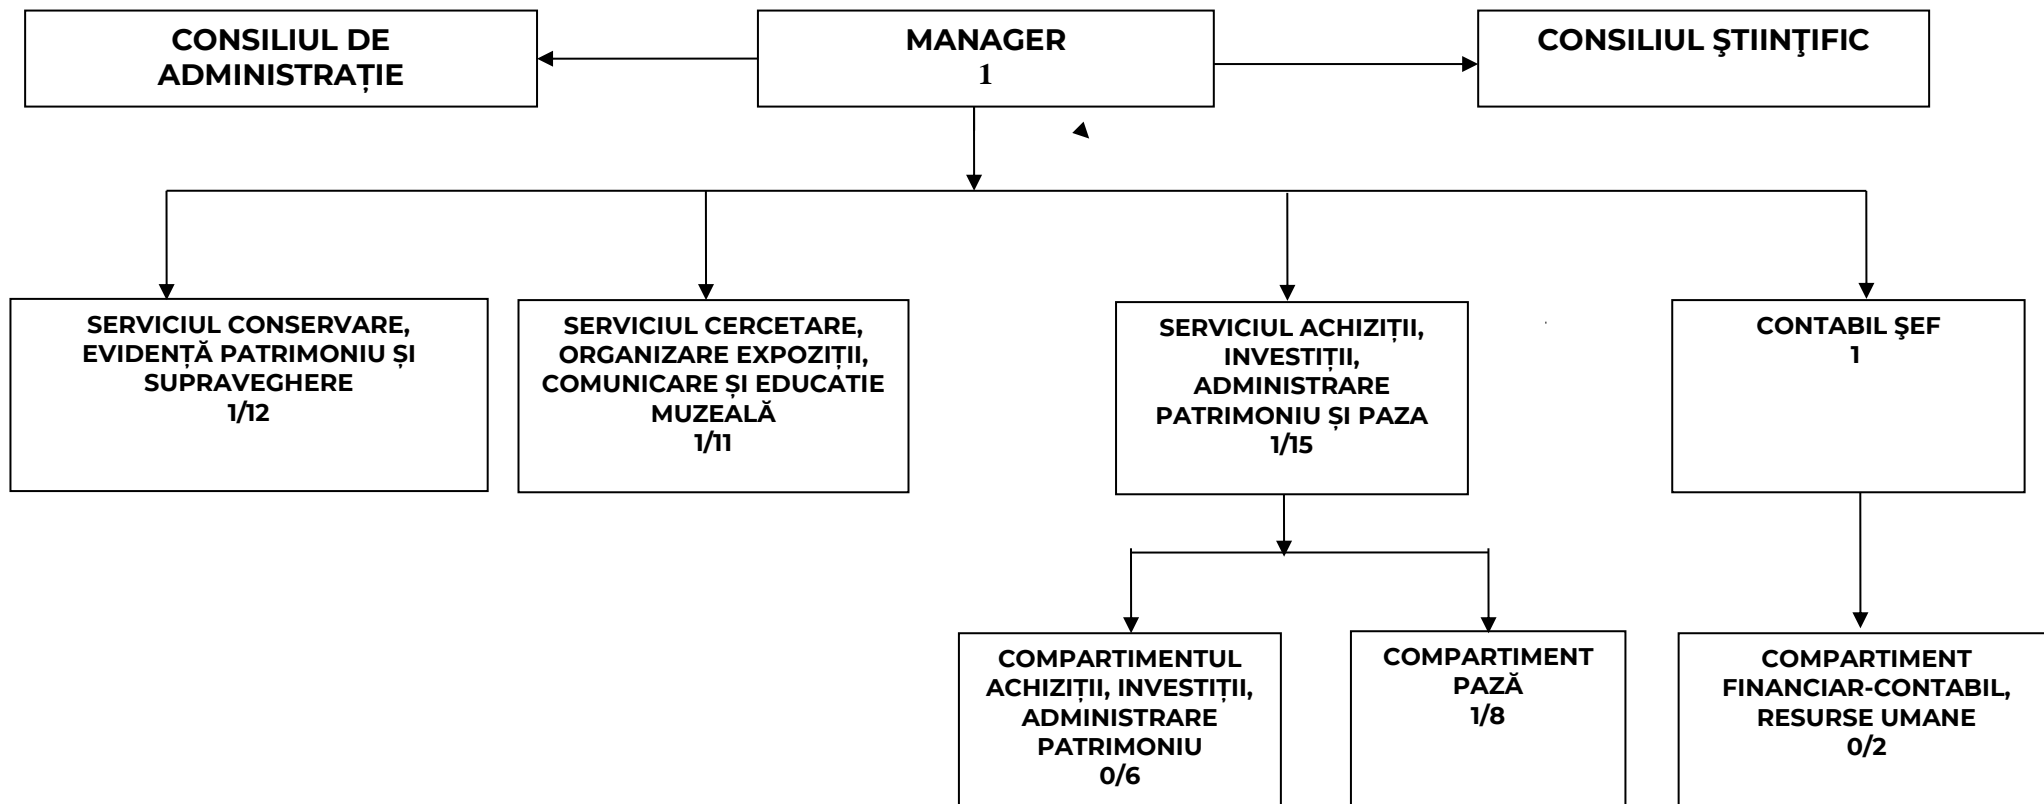 CONSILIUL DE
ADMINISTRAȚIE
MANAGER
1
CONSILIUL ŞTIINŢIFIC
SERVICIUL CONSERVARE,
EVIDENȚĂ PATRIMONIU ȘI
SUPRAVEGHERE
1/12
SERVICIUL CERCETARE,
ORGANIZARE EXPOZIȚII,
COMUNICARE ȘI EDUCATIE
MUZEALĂ
1/11
SERVICIUL ACHIZIȚII,
INVESTIȚII,
ADMINISTRARE
PATRIMONIU ȘI PAZA
1/15
CONTABIL ŞEF
1
COMPARTIMENTUL
ACHIZIȚII, INVESTIȚII,
ADMINISTRARE
PATRIMONIU
0/6
COMPARTIMENT
PAZĂ
1/8
COMPARTIMENT
FINANCIAR-CONTABIL,
RESURSE UMANE
0/2